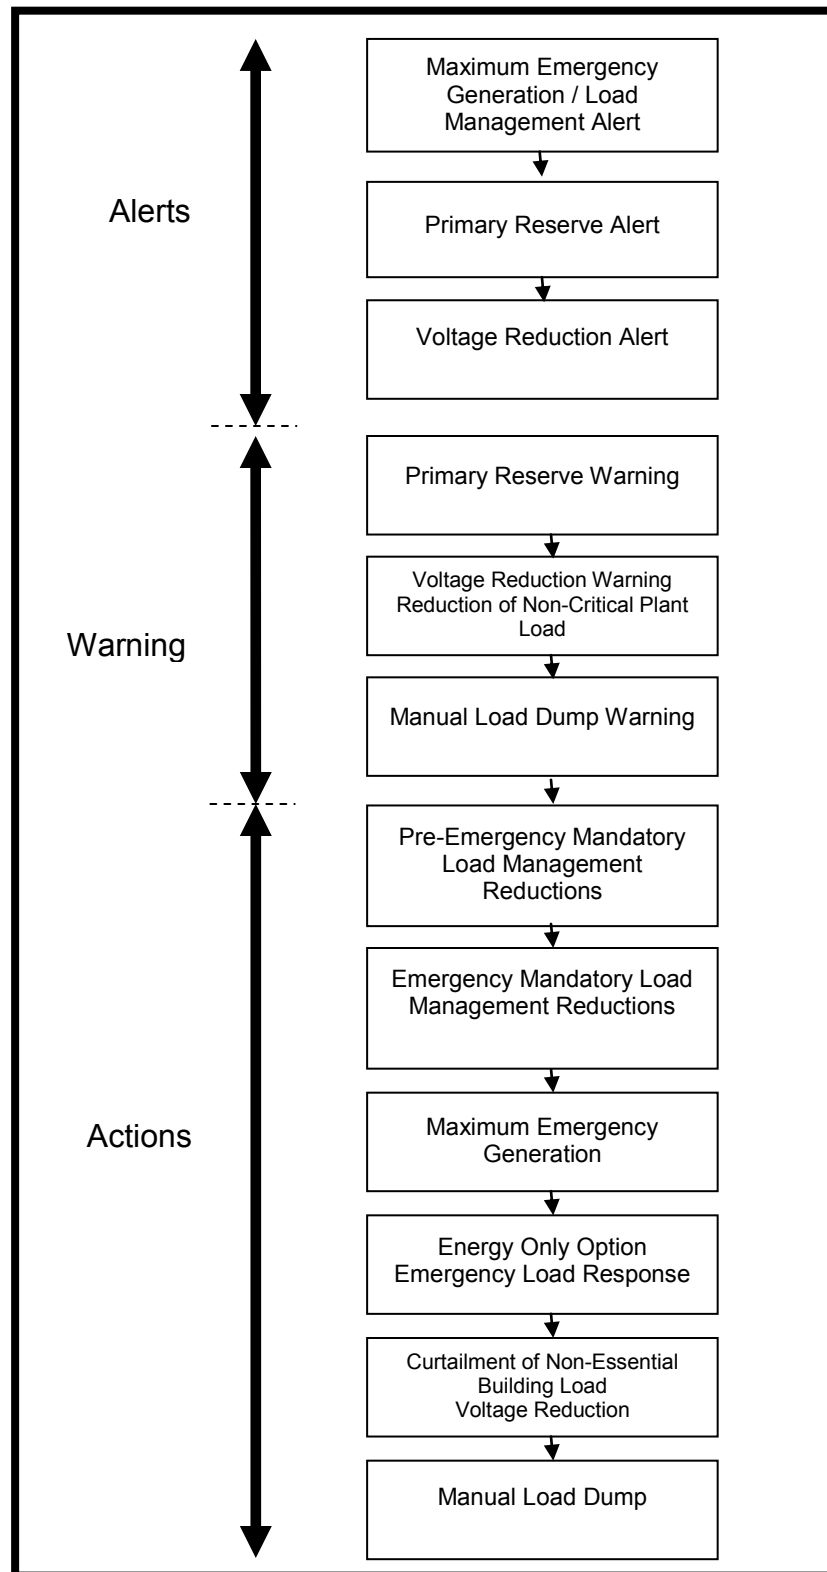 Maximum Emergency
Generation / Load
Management Alert
Alerts
Primary Reserve Alert
Voltage Reduction Alert
Primary Reserve Warning
Voltage Reduction Warning
Reduction of Non-Critical Plant
Load
Warning
Manual Load Dump Warning
Pre-Emergency Mandatory
Load Management
Reductions
Emergency Mandatory Load
Management Reductions
Actions
Maximum Emergency
Generation
Energy Only Option
Emergency Load Response
Curtailment of Non-Essential
Building Load
Voltage Reduction
Manual Load Dump